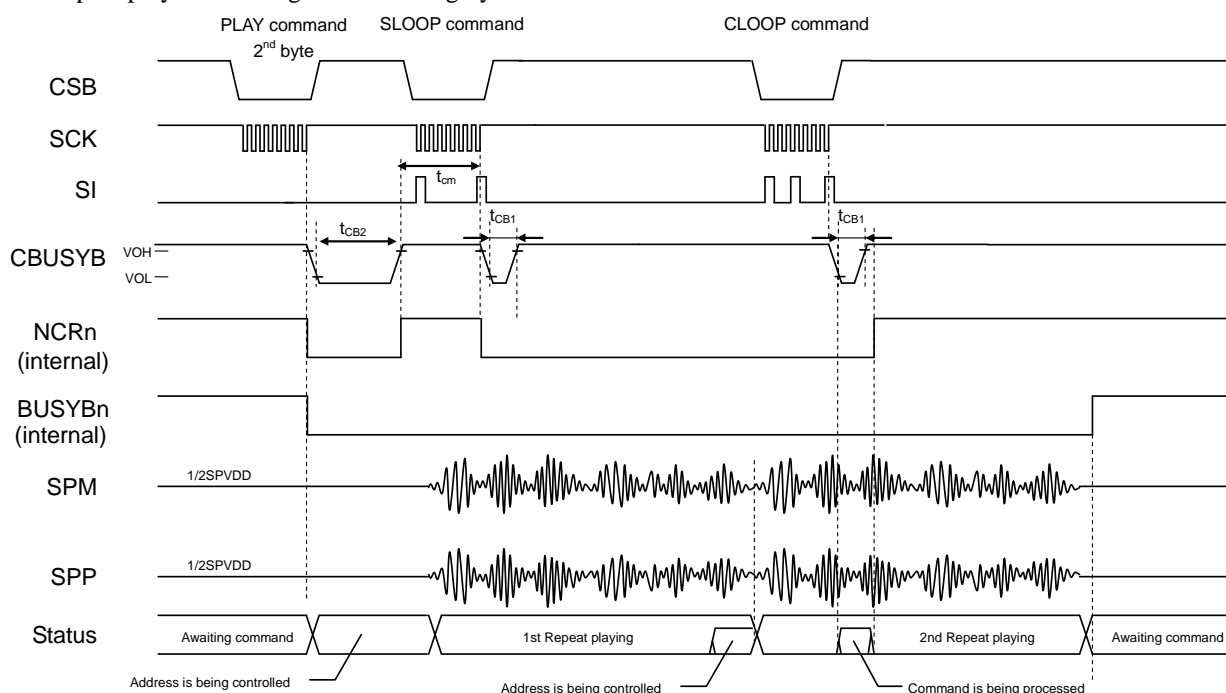 PLAY command SLOOP command CLOOP command
2nd byte
CSB
SCK
tcm
SI
tCB1 tCB1
tCB2
VOH
CBUSYB
VOL
NCRn
(internal)
BUSYBn
(internal)
1/2SPVDD
SPM
1/2SPVDD
SPP
Status Awaiting command 1st Repeat playing 2nd Repeat playing Awaiting command
Address is being controlled Address is being controlled Command is being processed